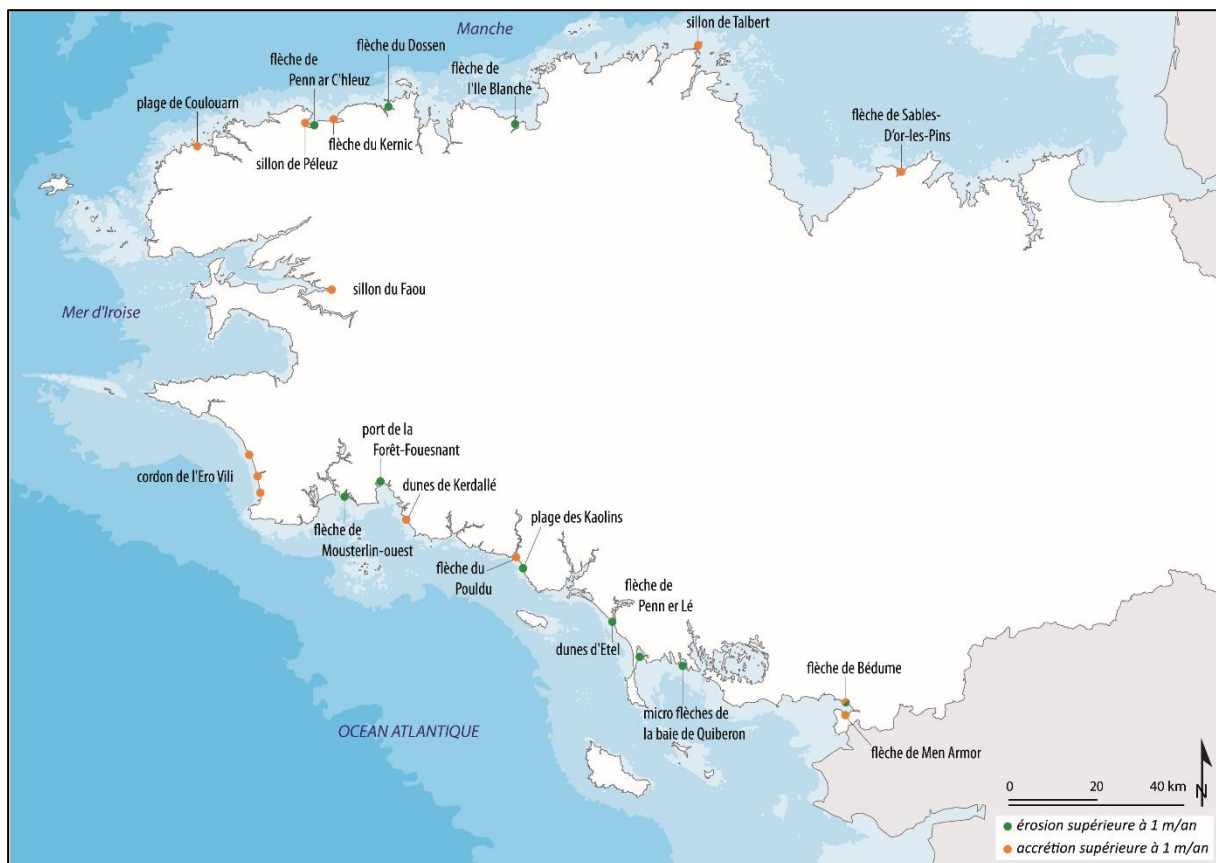 Manche
sillon de Talbert
flèche du Dossen
flèche de
Penn ar C'hleuz
flèche de
l'Ile Blanche
plage de Coulouarn
flèche de Sables-
D'or-les-Pins
flèche du Kernic
sillon de Péleuz
sillon du Faou
Mer d'Iroise
port de la
Forêt-Fouesnant
cordon de l'Ero Vili
dunes de Kerdallé
plage des Kaolins
flèche de
Mousterlin-ouest
flèche du
Pouldu
flèche de
Penn er Lé
dunes d'Etel
flèche de Bédume
micro flèches de
la baie de Quiberon
OCEAN ATLANTIQUE
flèche de Men Armor
0 20 40 km
N
érosion supérieure à 1 m/an
accrétion supérieure à 1 m/an